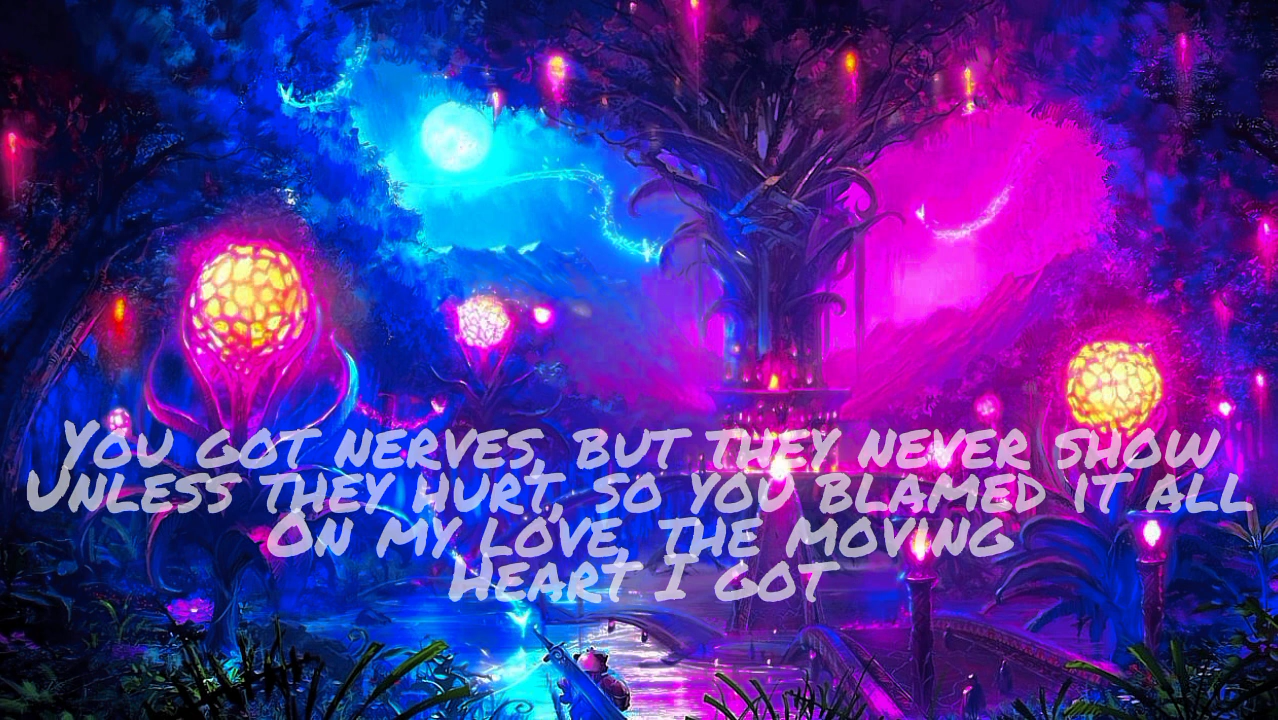 You got nerves, but they never show
Unless they hurt, so you blamed it all
On my love, the moving
Heart I got